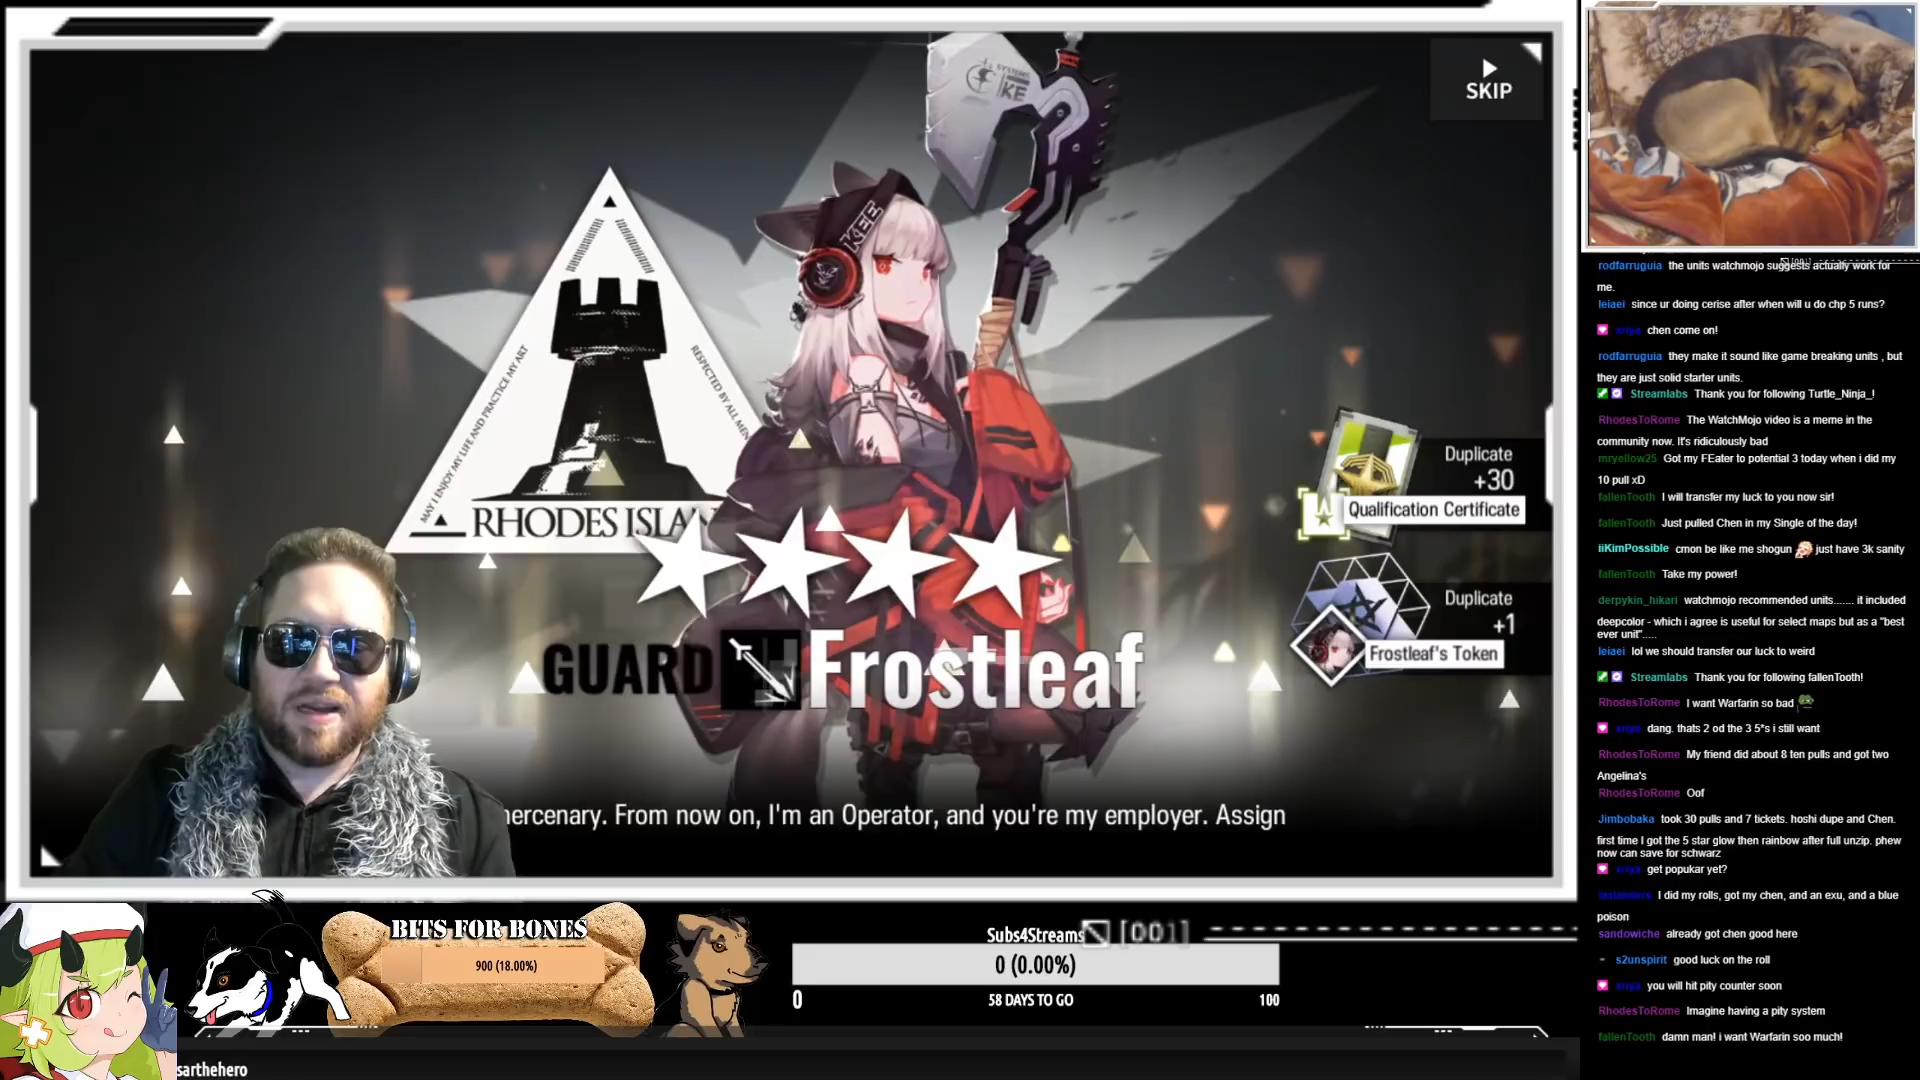 SKIP
SYSTEMS
KE
KEE
MAY I ENJOY MY LIFE AND PRACTICE MY ART
RESPECTED BY ALL MEN
RHODES ISLAN
Duplicate
+30
Qualification Certificate
Duplicate
+1
Frostleaf's Token
GUARD
Frostleaf
mercenary. From now on, I'm an Operator, and you're my employer. Assign
BITS FOR BONES
900 (18.00%)
Subs4Streams
[001]
0 (0.00%)
0
58 DAYS TO GO
100
sarthehero
[001]
rodfarruguia the units watchmojo suggests actually work for
me.
leiaei since ur doing cerise after when will u do chp 5 runs?
xriya chen come on!
rodfarruguia they make it sound like game breaking units , but
they are just solid starter units.
Streamlabs Thank you for following Turtle_Ninja_!
RhodesToRome The WatchMojo video is a meme in the
community now. It's ridiculously bad
mryellow25 Got my FEater to potential 3 today when i did my
10 pull xD
fallenTooth I will transfer my luck to you now sir!
fallenTooth Just pulled Chen in my Single of the day!
iiKimPossible cmon be like me shogun just have 3k sanity
fallenTooth Take my power!
derpykin_hikari watchmojo recommended units....... it included
deepcolor - which i agree is useful for select maps but as a "best
ever unit".....
leiaei lol we should transfer our luck to weird
Streamlabs Thank you for following fallenTooth!
RhodesToRome I want Warfarin so bad
xriya dang. thats 2 od the 3 5*s i still want
RhodesToRome My friend did about 8 ten pulls and got two
Angelina's
RhodesToRome Oof
Jimbobaka took 30 pulls and 7 tickets. hoshi dupe and Chen.
first time I got the 5 star glow then rainbow after full unzip. phew
now can save for schwarz
xriya get popukar yet?
I did my rolls, got my chen, and an exu, and a blue
poison
sandowiche already got chen good here
s2unspirit good luck on the roll
xriya you will hit pity counter soon
RhodesToRome Imagine having a pity system
fallenTooth damn man! i want Warfarin soo much!